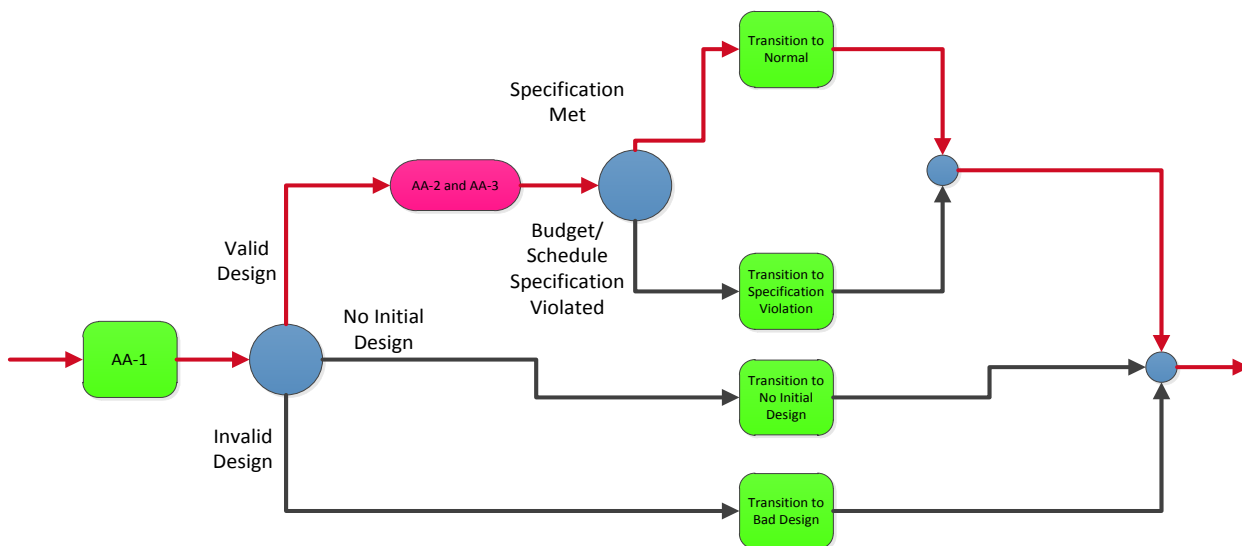 Transition to
Normal
Specification
Met
AA-2 and AA-3
Budget/
Schedule
Specification
Violated
Valid
Design
Transition to
Specification
Violation
No Initial
Design
AA-1
Transition to
No Initial
Design
Invalid
Design
Transition to
Bad Design